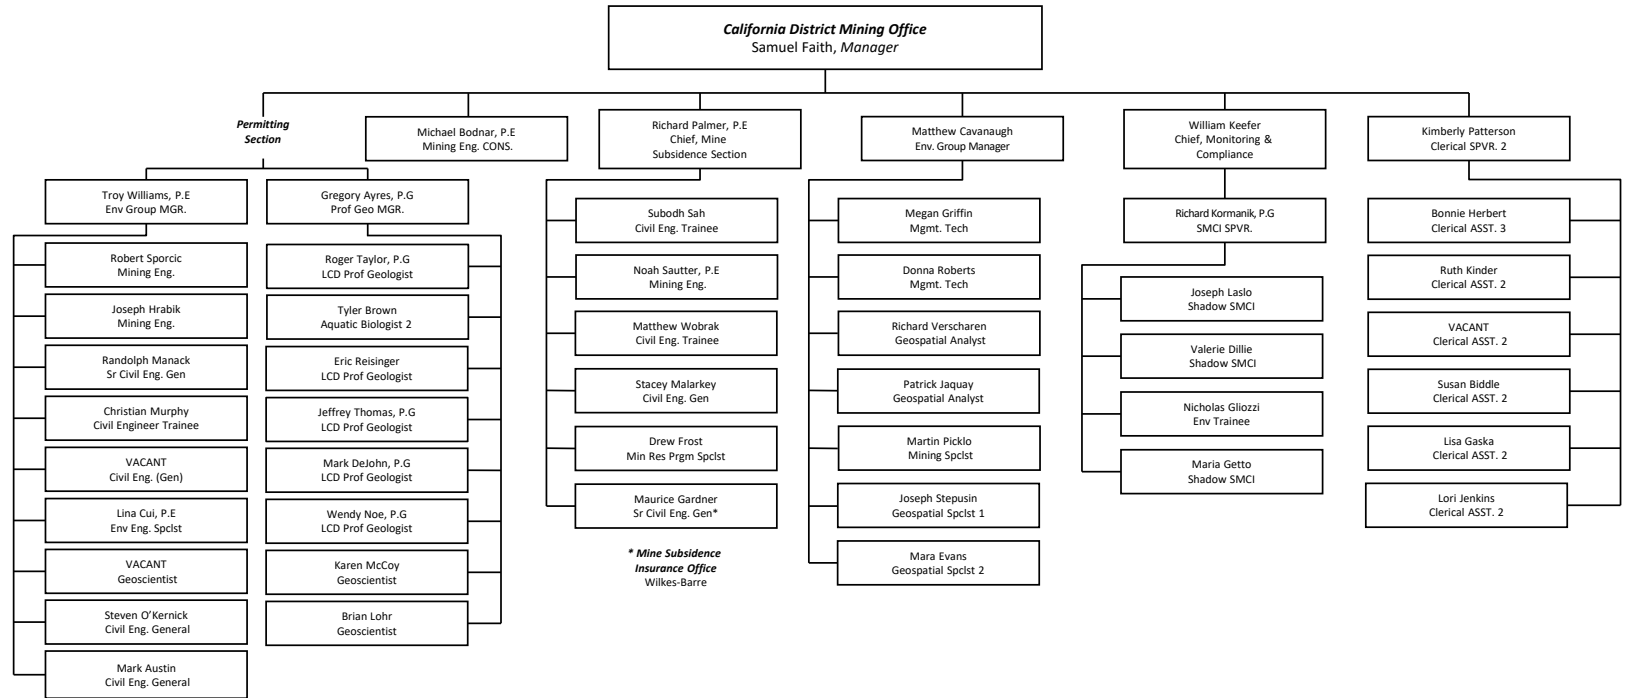 California District Mining Office
Samuel Faith, Manager
Permitting
Section
Michael Bodnar, P.E
Mining Eng. CONS.
Richard Palmer, P.E
Chief, Mine
Subsidence Section
Matthew Cavanaugh
Env. Group Manager
William Keefer
Chief, Monitoring &
Compliance
Kimberly Patterson
Clerical SPVR. 2
Troy Williams, P.E
Env Group MGR.
Robert Sporcic
Mining Eng.
Joseph Hrabik
Mining Eng.
Randolph Manack
Sr Civil Eng. Gen
Christian Murphy
Civil Engineer Trainee
VACANT
Civil Eng. (Gen)
Lina Cui, P.E
Env Eng. Spclst
VACANT
Geoscientist
Steven O’Kernick
Civil Eng. General
Mark Austin
Civil Eng. General
Gregory Ayres, P.G
Prof Geo MGR.
Roger Taylor, P.G
LCD Prof Geologist
Tyler Brown
Aquatic Biologist 2
Eric Reisinger
LCD Prof Geologist
Jeffrey Thomas, P.G
LCD Prof Geologist
Mark DeJohn, P.G
LCD Prof Geologist
Wendy Noe, P.G
LCD Prof Geologist
Karen McCoy
Geoscientist
Brian Lohr
Geoscientist
Subodh Sah
Civil Eng. Trainee
Noah Sautter, P.E
Mining Eng.
Matthew Wobrak
Civil Eng. Trainee
Stacey Malarkey
Civil Eng. Gen
Drew Frost
Min Res Prgm Spclst
Maurice Gardner
Sr Civil Eng. Gen*
* Mine Subsidence
Insurance Office
Wilkes-Barre
Megan Griffin
Mgmt. Tech
Donna Roberts
Mgmt. Tech
Richard Verscharen
Geospatial Analyst
Patrick Jaquay
Geospatial Analyst
Martin Picklo
Mining Spclst
Joseph Stepusin
Geospatial Spclst 1
Mara Evans
Geospatial Spclst 2
Richard Kormanik, P.G
SMCI SPVR.
Joseph Laslo
Shadow SMCI
Valerie Dillie
Shadow SMCI
Nicholas Gliozzi
Env Trainee
Maria Getto
Shadow SMCI
Bonnie Herbert
Clerical ASST. 3
Ruth Kinder
Clerical ASST. 2
VACANT
Clerical ASST. 2
Susan Biddle
Clerical ASST. 2
Lisa Gaska
Clerical ASST. 2
Lori Jenkins
Clerical ASST. 2